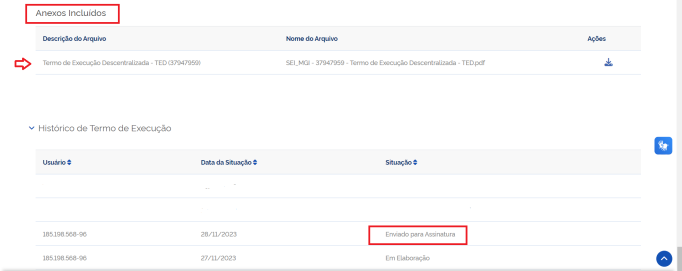 Anexos Incluídos
Descrição do Arquivo Nome do Arquivo Ações
Termo de Execução Descentralizada - TED (37947959) SEI_MGI - 37947959 - Termo de Execução Descentralizada - TED.pdf
Histórico de Termo de Execução
Usuário Data da Situação Situação
185.198.568-96 28/11/2023 Enviado para Assinatura
185.198.568-96 27/11/2023 Em Elaboração